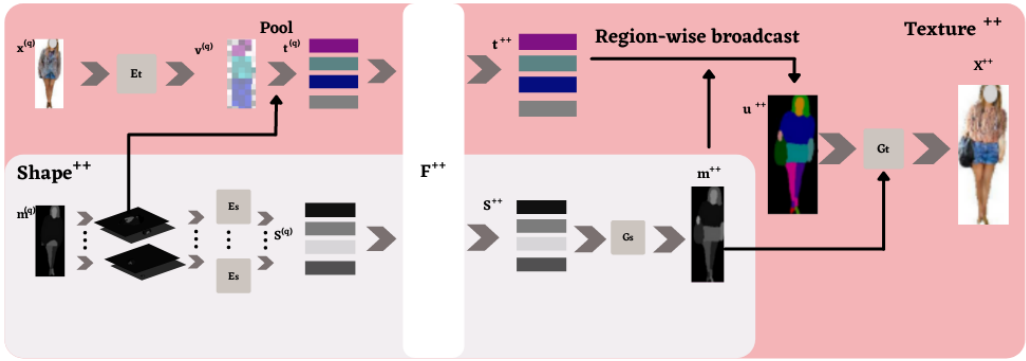 Pool
Region-wise broadcast
Texture ++
x(q)
Et
v(q)
t(q)
t++
X++
u++
Gt
Shape++
F++
m++
m(q)
Es
Es
S(q)
S++
Gs